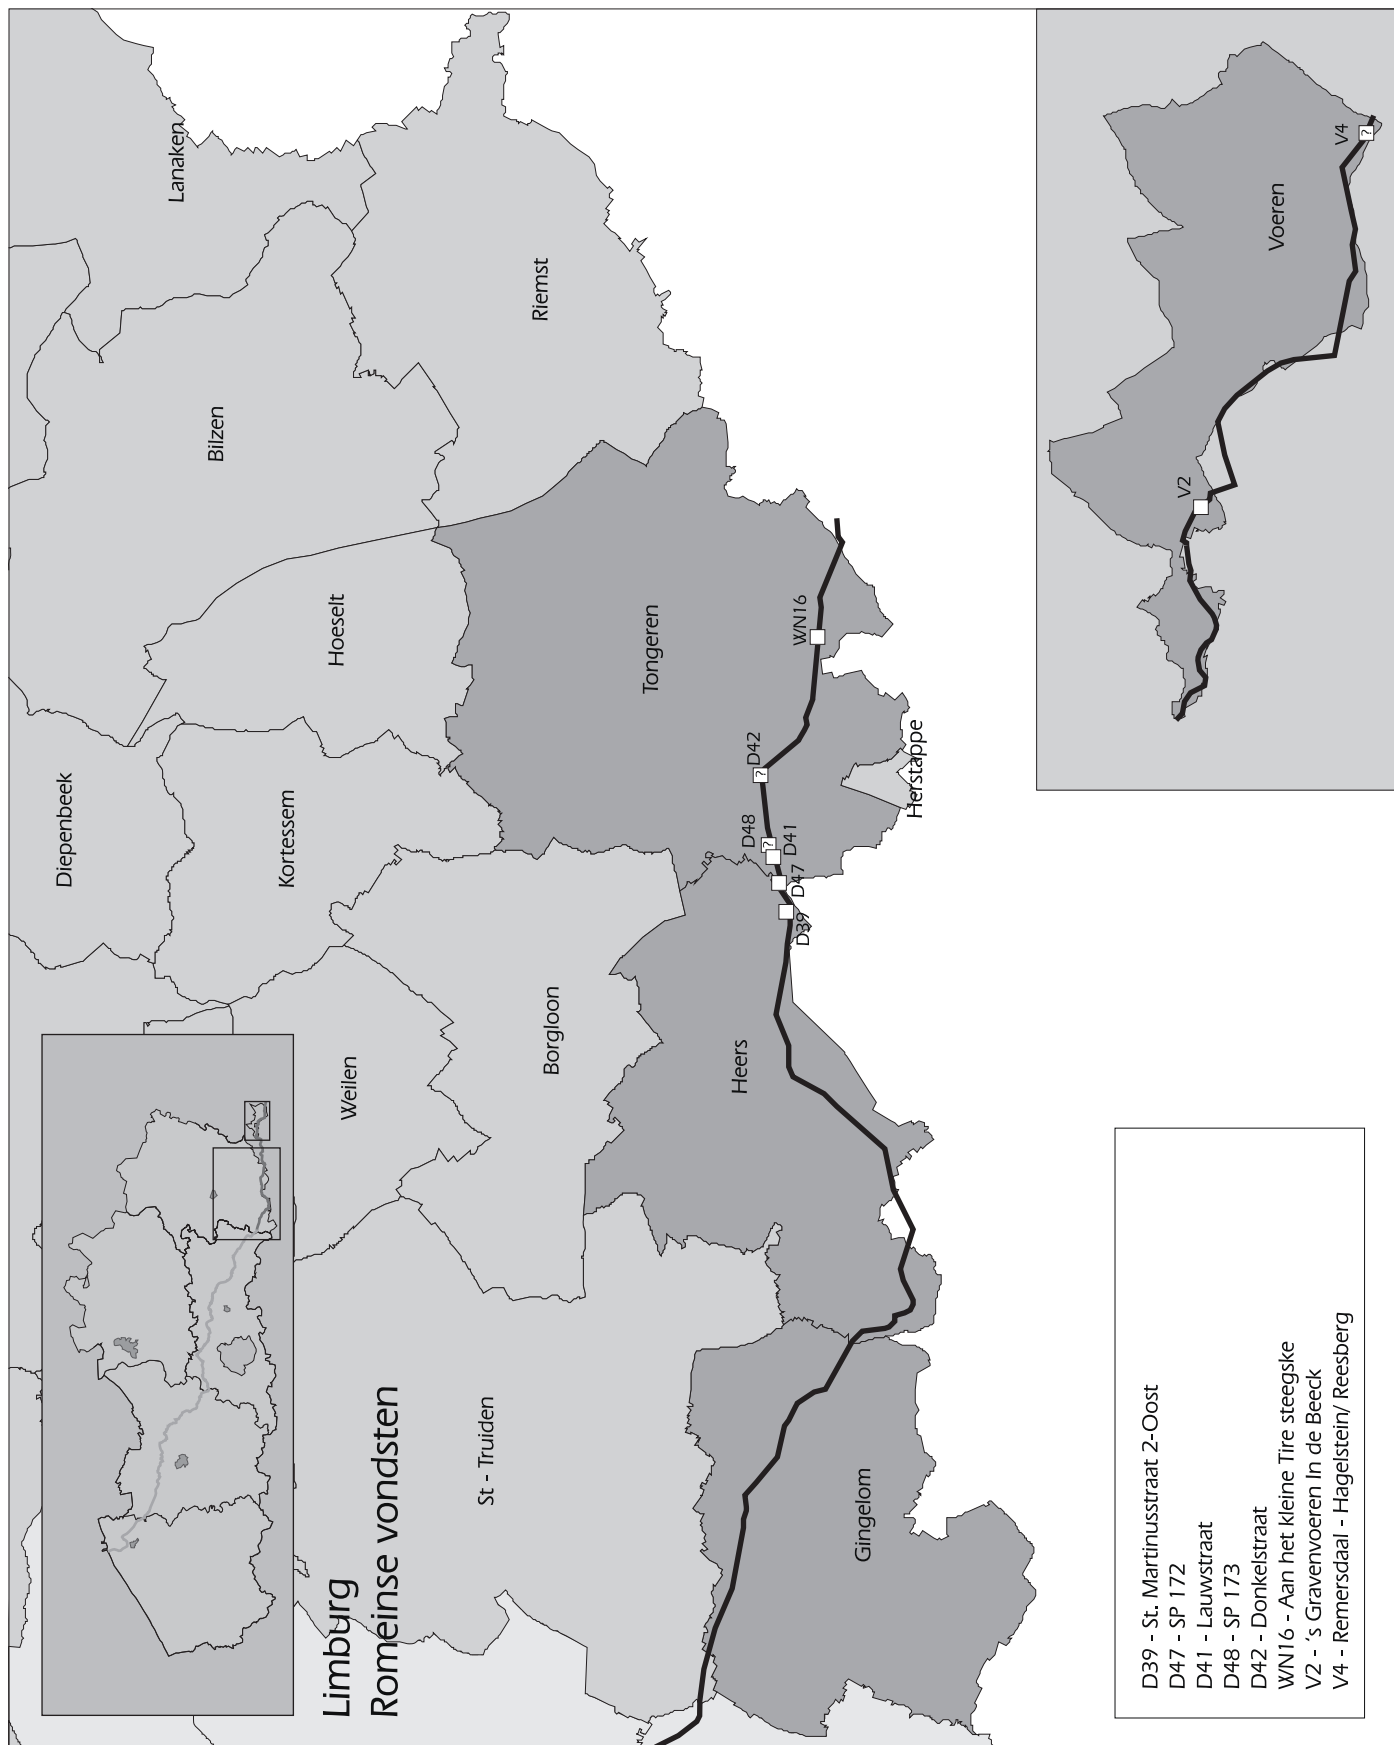 Limburg
Romeinse vondsten
Lanaken
Riemst
Bilzen
Hoeselt
Diepenbeek
Kortessem
Tongeren
Herstappe
Borgloon
Weilen
Heers
St - Truiden
Gingelom
Voeren
D39
D47
D41
D48
?
D42
?
WN16
V2
V4
?
D39 - St. Martinusstraat 2-Oost
D47 - SP 172
D41 - Lauwstraat
D48 - SP 173
D42 - Donkelstraat
WN16 - Aan het kleine Tire steegske
V2 - 's Gravenvoeren In de Beeck
V4 - Remersdaal - Hagelstein/ Reesberg